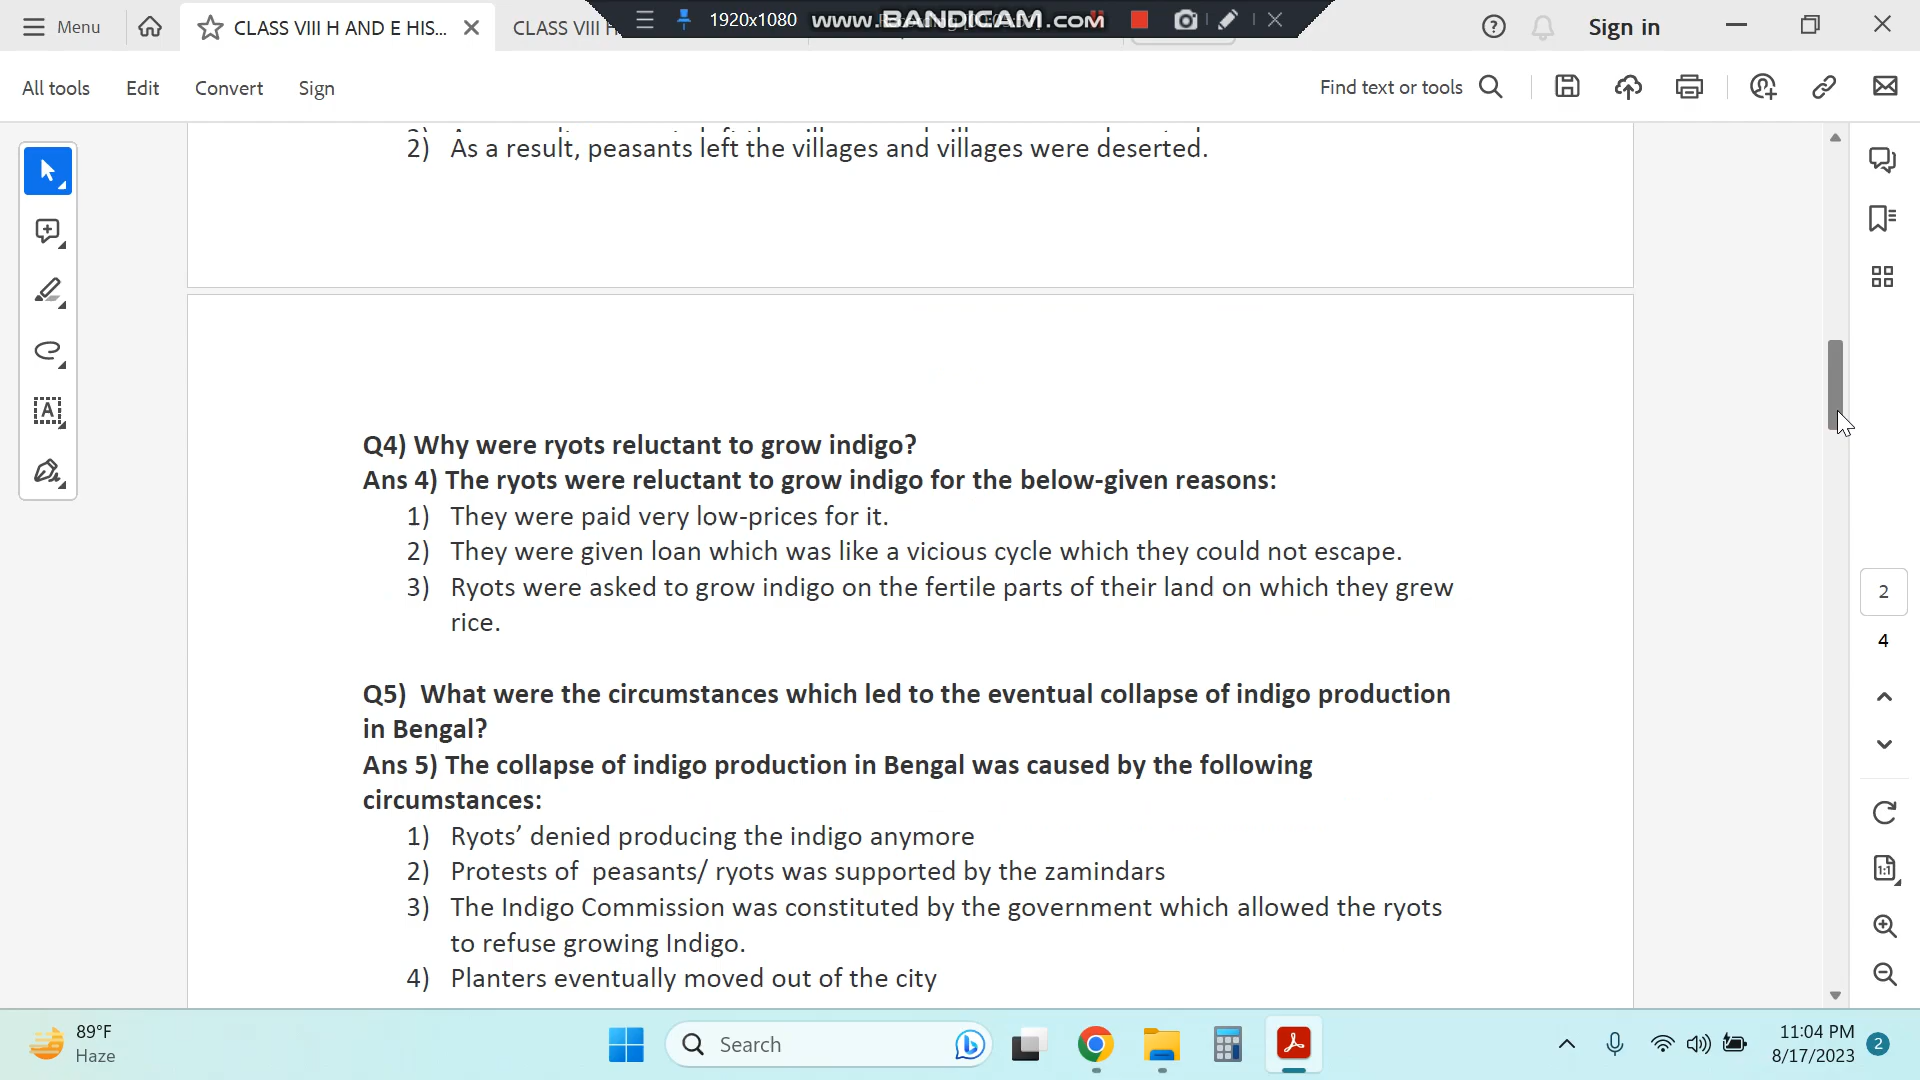 Menu
CLASS VIII H AND E HIS...
CLASS VIII H
1920x1080
www.BANDICAM.com
Sign in
All tools
Edit
Convert
Sign
Find text or tools
2) As a result, peasants left the villages and villages were deserted.
Q4) Why were ryots reluctant to grow indigo?
Ans 4) The ryots were reluctant to grow indigo for the below-given reasons:
1) They were paid very low-prices for it.
2) They were given loan which was like a vicious cycle which they could not escape.
3) Ryots were asked to grow indigo on the fertile parts of their land on which they grew
rice.
Q5) What were the circumstances which led to the eventual collapse of indigo production
in Bengal?
Ans 5) The collapse of indigo production in Bengal was caused by the following
circumstances:
1) Ryots’ denied producing the indigo anymore
2) Protests of peasants/ ryots was supported by the zamindars
3) The Indigo Commission was constituted by the government which allowed the ryots
to refuse growing Indigo.
4) Planters eventually moved out of the city
2
4
1:1
89°F
Haze
Search
11:04 PM
8/17/2023
2